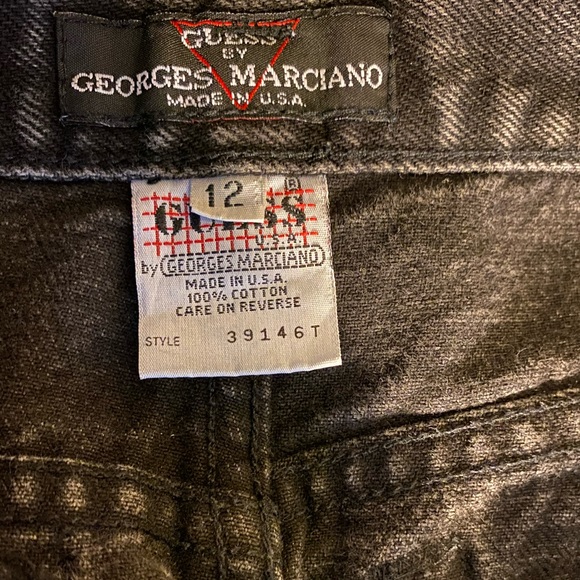 GUESS?
BY
GEORGES MARCIANO
MADE IN U.S.A.
12
GUESS ®
U.S.A.
by GEORGES MARCIANO
MADE IN U.S.A.
100% COTTON
CARE ON REVERSE
STYLE 39146T